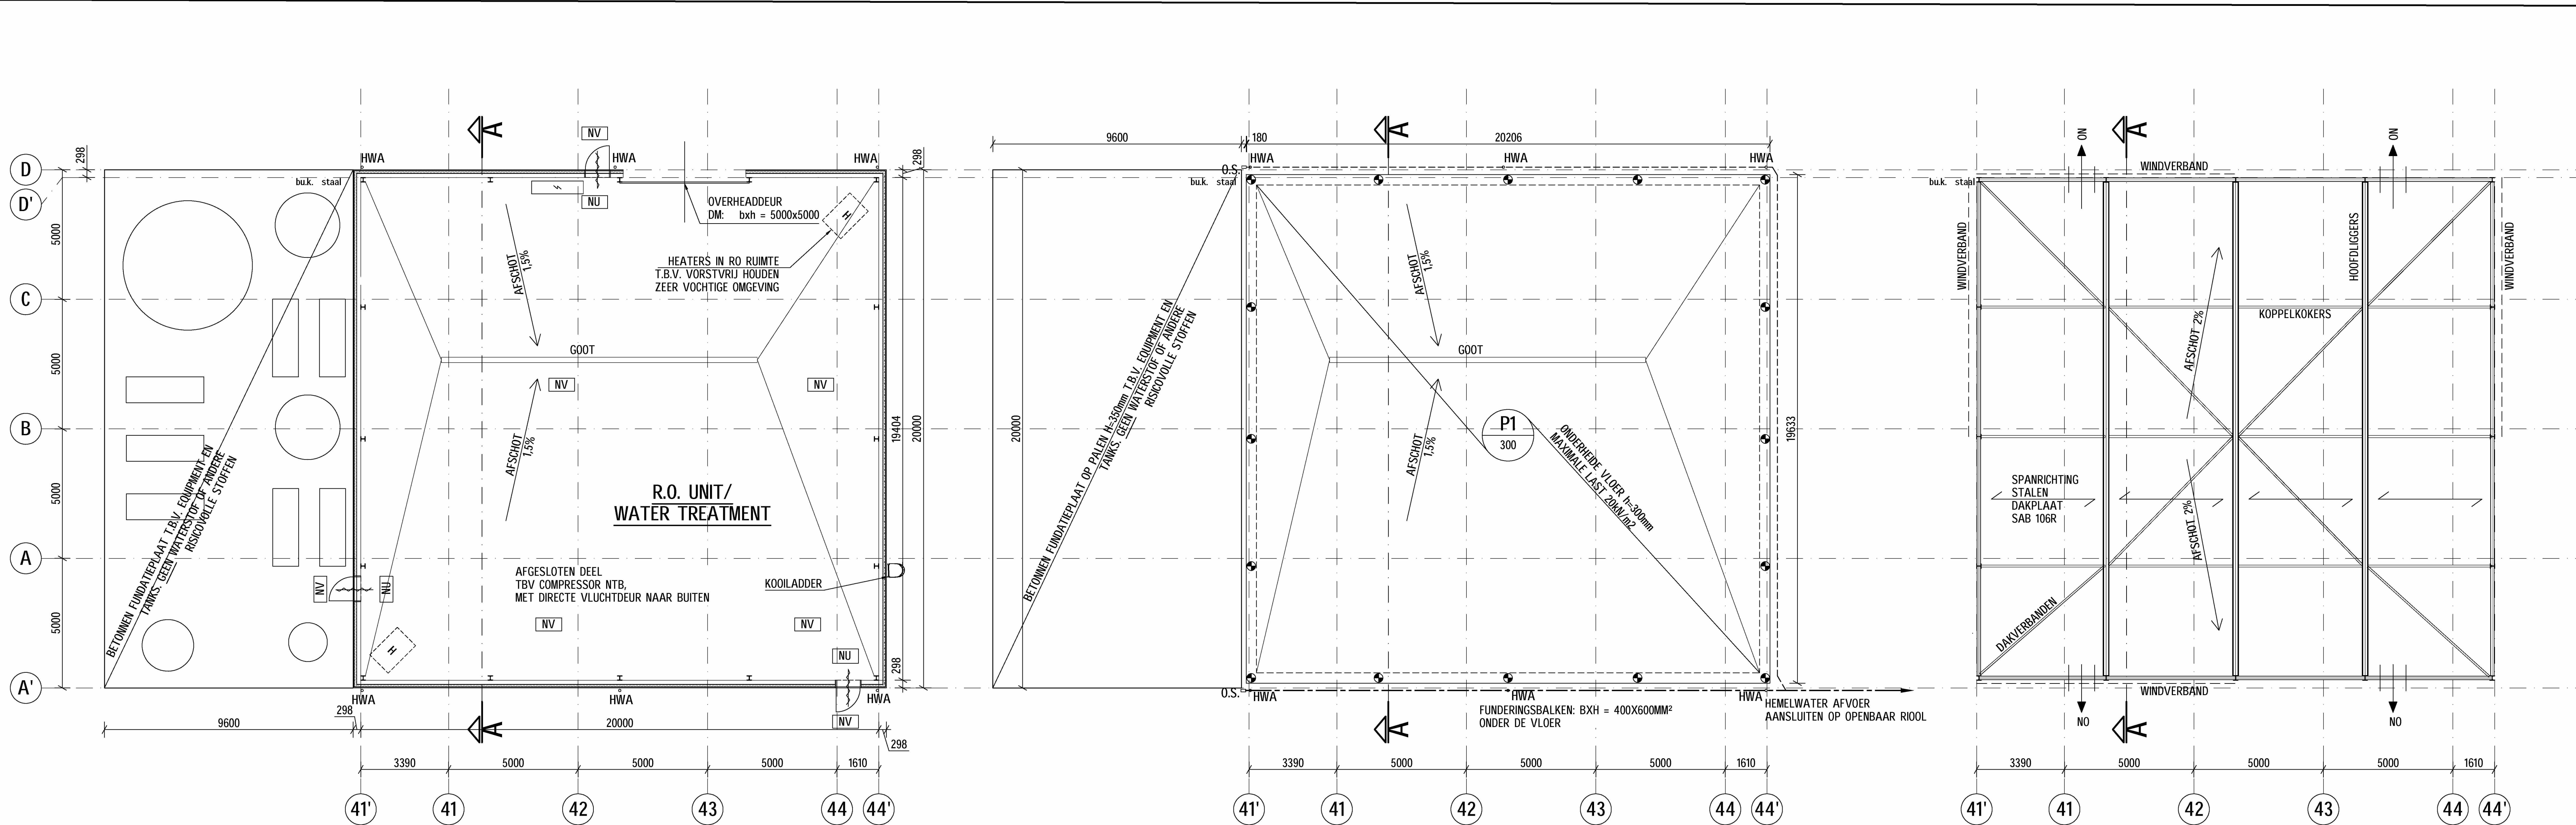 D
D'
C
B
A
A'
298
5000
5000
5000
5000
A
NV
HWA
HWA
HWA
298
bu.k. staal
NU
OVERHEADDEUR
DM: bxh = 5000x5000
H
HEATERS IN RO RUIMTE
T.B.V. VORSTVRIJ HOUDEN
ZEER VOCHTIGE OMGEVING
AFSCHOT
1,5%
GOOT
NV
NV
AFSCHOT
1,5%
19404
20000
R.O. UNIT/
WATER TREATMENT
BETONNEN FUNDATIEPLAAT T.B.V. EQUIPMENT EN
TANKS. GEEN WATERSTOF OF ANDERE
RISICOVOLLE STOFFEN
AFGESLOTEN DEEL
TBV COMPRESSOR NTB,
MET DIRECTE VLUCHTDEUR NAAR BUITEN
KOOILADDER
NV
NU
NV
NV
H
NU
298
HWA
HWA
HWA
NV
A
9600
298
20000
298
3390
5000
5000
5000
1610
41'
41
42
43
44
44'
9600
180
A
20206
O.S.
HWA
HWA
HWA
bu.k. staal
AFSCHOT
1,5%
GOOT
AFSCHOT
1,5%
20000
BETONNEN FUNDATIEPLAAT OP PALEN H=350mm T.B.V. EQUIPMENT EN
TANKS. GEEN WATERSTOF OF ANDERE
RISICOVOLLE STOFFEN
P1
300
ONDERHEIDE VLOER h=300mm
MAXIMALE LAST 20kN/m2
19633
O.S.
HWA
HWA
HWA
FUNDERINGSBALKEN: BXH = 400X600MM²
ONDER DE VLOER
HEMELWATER AFVOER
AANSLUITEN OP OPENBAAR RIOOL
A
3390
5000
5000
5000
1610
41'
41
42
43
44
44'
NO
A
NO
WINDVERBAND
bu.k. staal
WINDVERBAND
HOOFDLIGGERS
WINDVERBAND
KOPPELKOKERS
AFSCHOT 2%
SPANRICHTING
STALEN
DAKPLAAT
SAB 106R
AFSCHOT 2%
DAKVERBANDEN
WINDVERBAND
NO
A
NO
3390
5000
5000
5000
1610
41'
41
42
43
44
44'